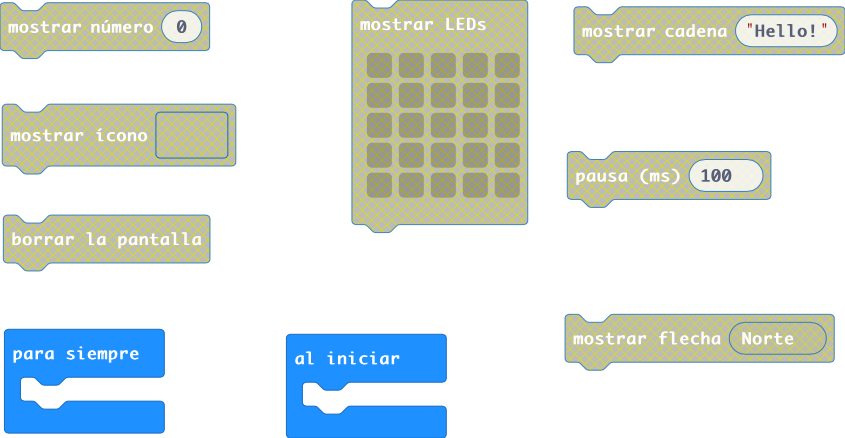 mostrar número 0
mostrar LEDs
mostrar cadena "Hello!"
mostrar ícono
pausa (ms) 100
borrar la pantalla
para siempre
al iniciar
mostrar flecha Norte